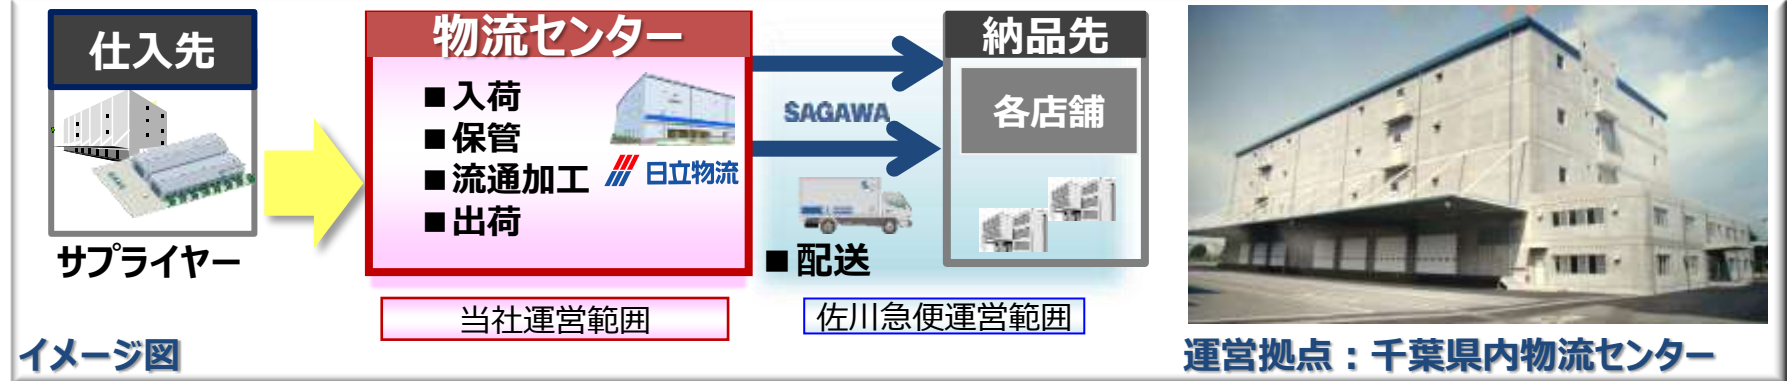 仕入先
サプライヤー
物流センター
■入荷
■保管
■流通加工
■出荷
日立物流
当社運営範囲
SAGAWA
■配送
佐川急便運営範囲
納品先
各店舗
イメージ図
運営拠点：千葉県内物流センター